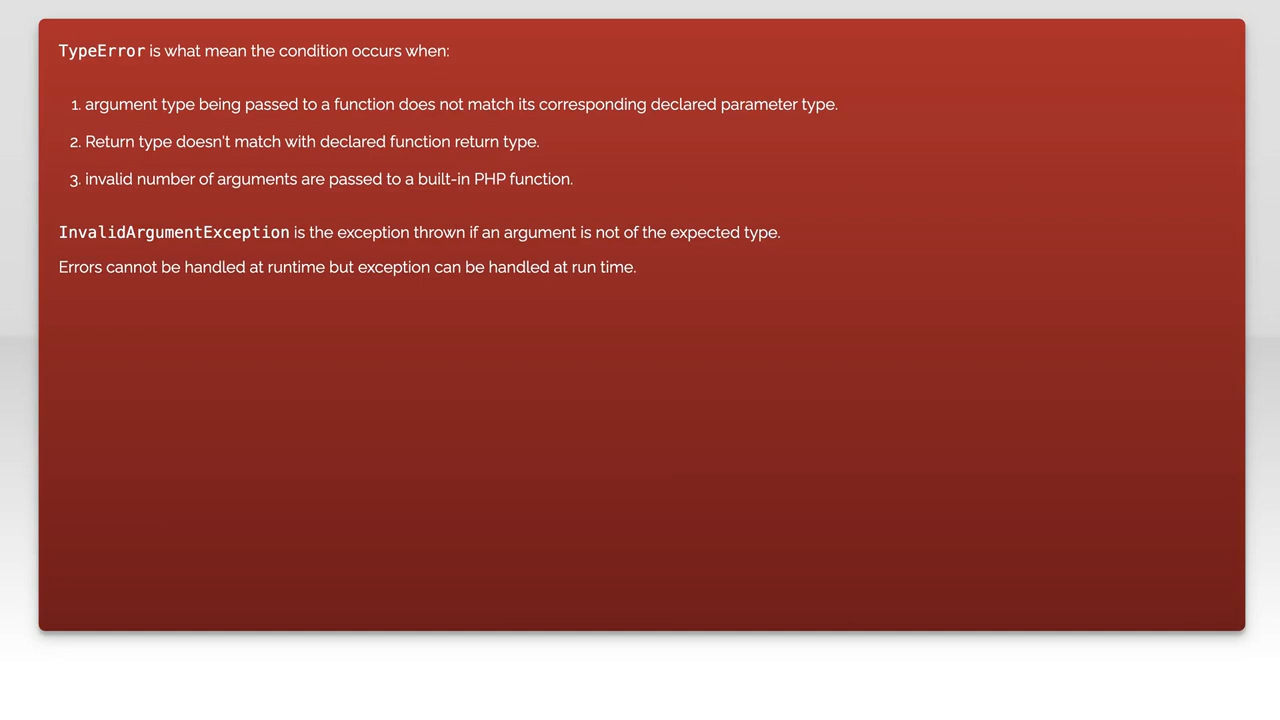 TypeError is what mean the condition occurs when:
1. argument type being passed to a function does not match its corresponding declared parameter type.
2. Return type doesn't match with declared function return type.
3. invalid number of arguments are passed to a built-in PHP function.
InvalidArgumentException is the exception thrown if an argument is not of the expected type.
Errors cannot be handled at runtime but exception can be handled at run time.